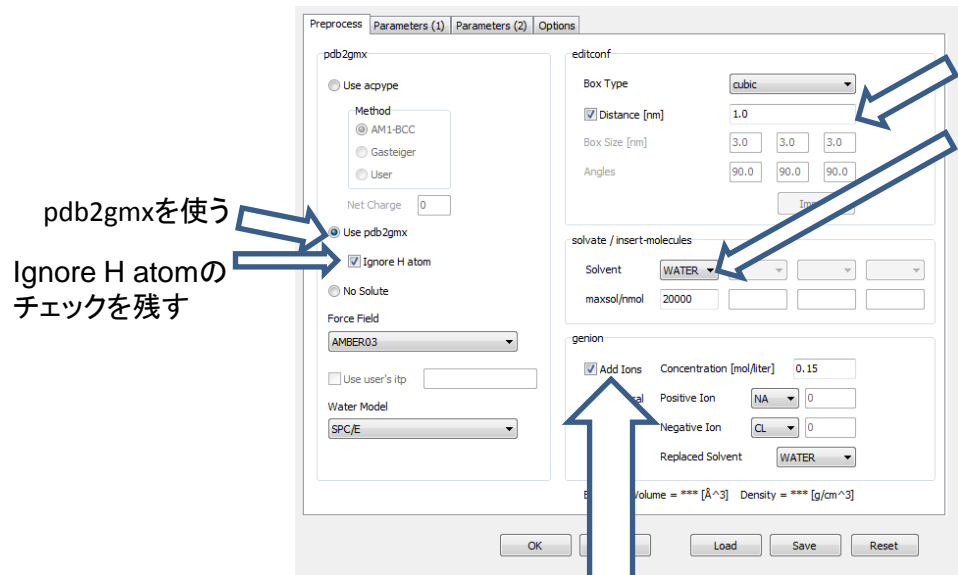 Preprocess Parameters (1) Parameters (2) Options
pdb2gmx
Use acpype
Method
AM1-BCC
Gasteiger
User
Net Charge 0
pdb2gmxを使う
Use pdb2gmx
Ignore H atomの
チェックを残す
Ignore H atom
No Solute
Force Field
AMBER03
Use user's itp
Water Model
SPC/E
editconf
Box Type cubic
Distance [nm] 1.0
Box Size [nm] 3.0 3.0 3.0
Angles 90.0 90.0 90.0
solvate / insert-molecules
Solvent WATER
maxsol/nmol 20000
genion
Add Ions Concentration [mol/liter] 0.15
Positive Ion NA 0
Negative Ion CL 0
Replaced Solvent WATER
= *** [Å^3] Density = *** [g/cm^3]
OK Load Save Reset